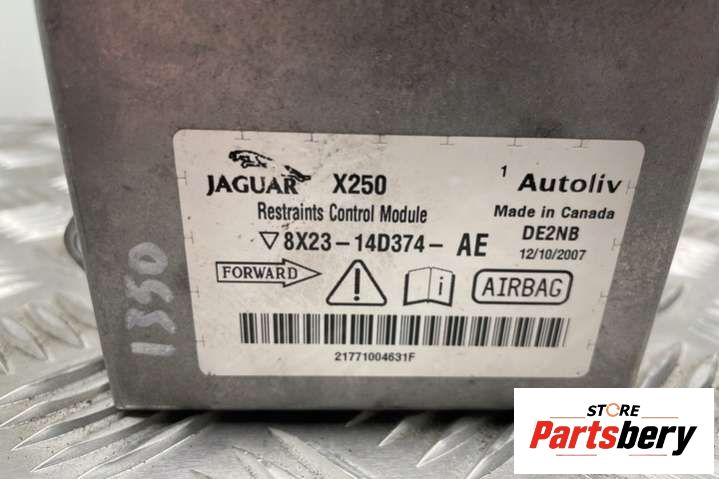 JAGUAR X250
1 Autoliv
Restraints Control Module
Made in Canada
8X23-14D374- AE
DE2NB
12/10/2007
FORWARD
i
AIRBAG
21771004631F
1350
STORE
Partsbery